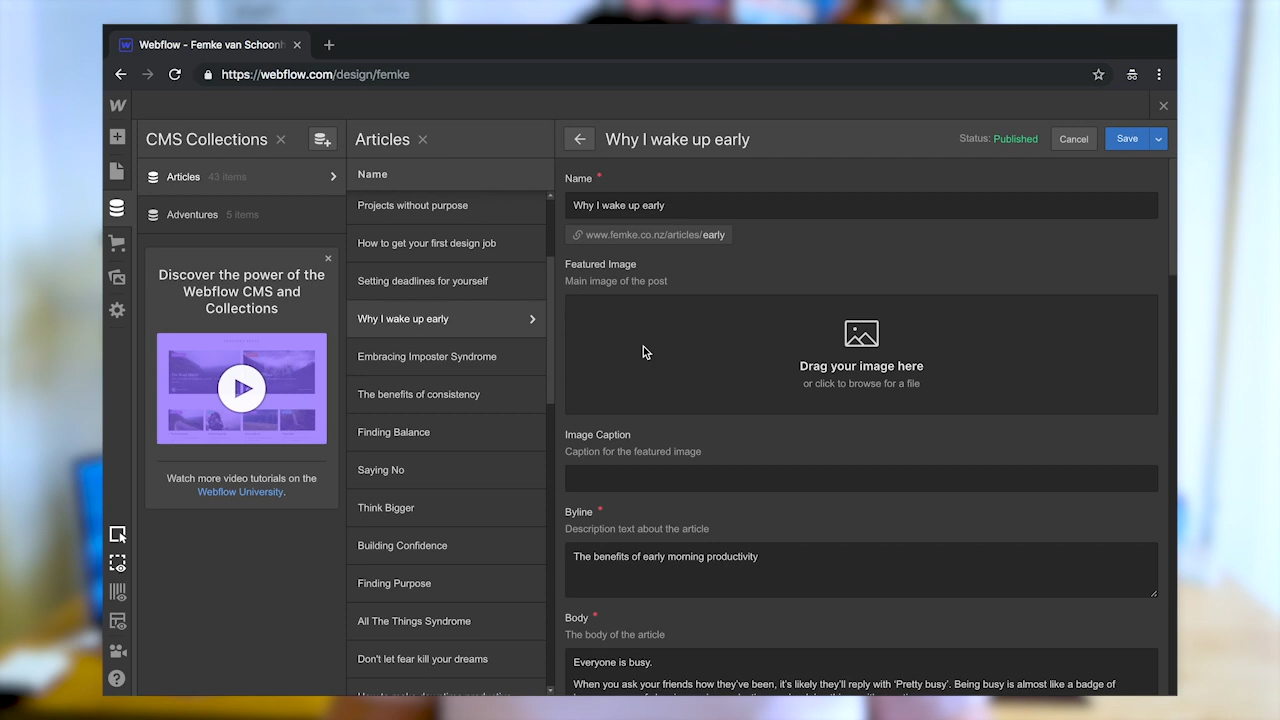 Webflow - Femke van Schoonh
https://webflow.com/design/femke
CMS Collections
Articles 43 items
Adventures 5 items
Discover the power of the
Webflow CMS and
Collections
Watch more video tutorials on the
Webflow University.
Articles
Name
Projects without purpose
How to get your first design job
Setting deadlines for yourself
Why I wake up early
Embracing Imposter Syndrome
The benefits of consistency
Finding Balance
Saying No
Think Bigger
Building Confidence
Finding Purpose
All The Things Syndrome
Don't let fear kill your dreams
Why I wake up early
Status: Published
Cancel
Save
Name *
Why I wake up early
www.femke.co.nz/articles/early
Featured Image
Main image of the post
Drag your image here
or click to browse for a file
Image Caption
Caption for the featured image
Byline *
Description text about the article
The benefits of early morning productivity
Body *
The body of the article
Everyone is busy.
When you ask your friends how they've been, it's likely they'll reply with 'Pretty busy'. Being busy is almost like a badge of